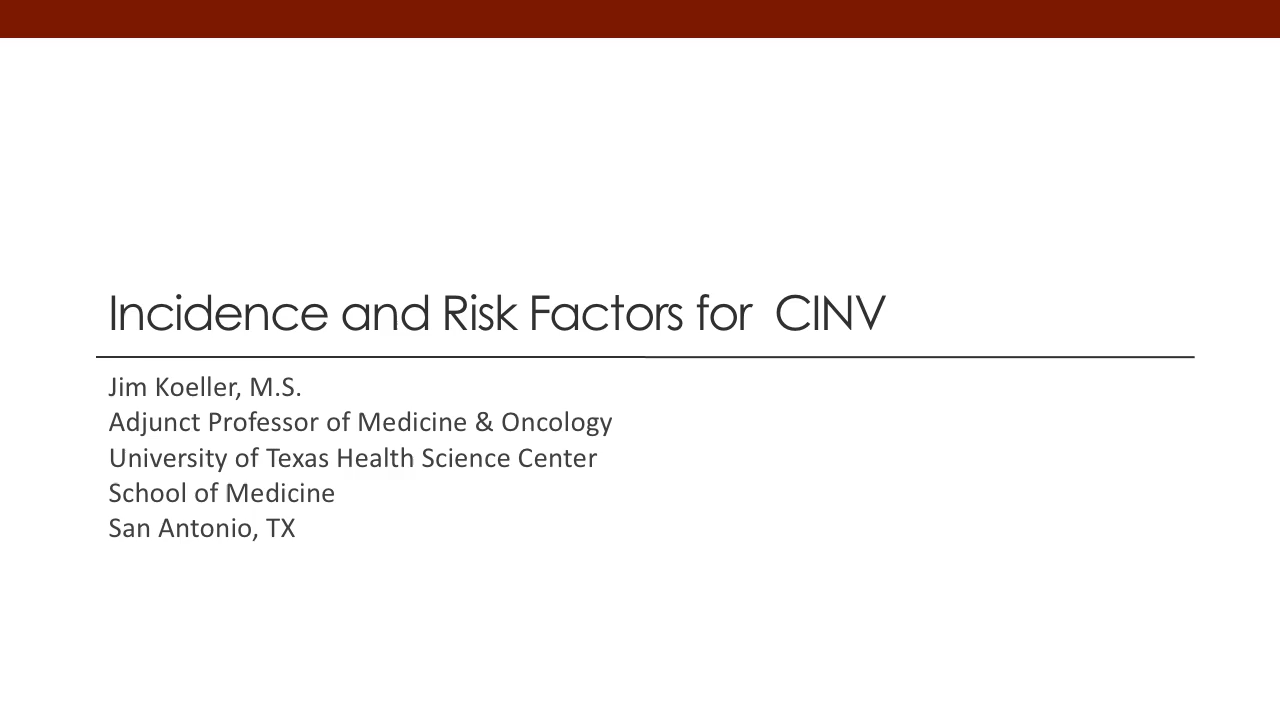 Incidence and Risk Factors for  CINV
Jim Koeller, M.S.
Adjunct Professor of Medicine & Oncology
University of Texas Health Science Center
School of Medicine
San Antonio, TX